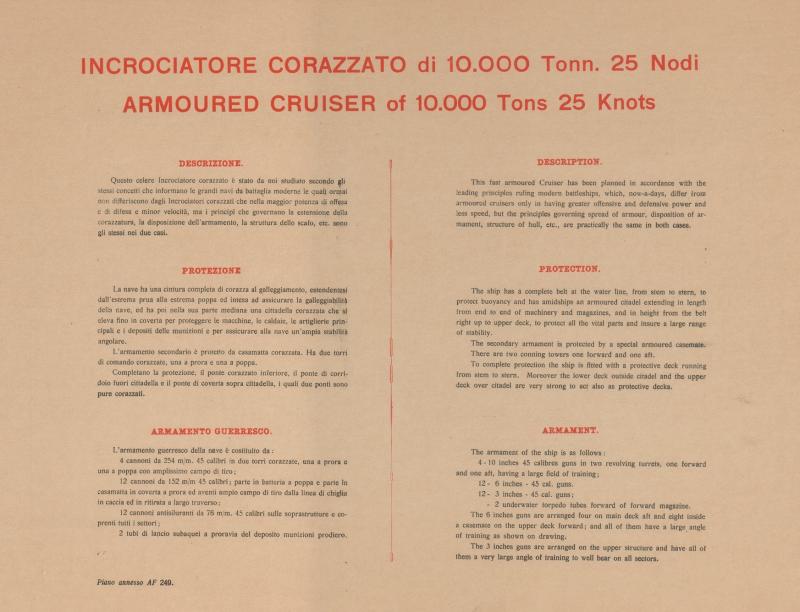 INCROCIATORE CORAZZATO di 10.000 Tonn. 25 Nodi
ARMOURED CRUISER of 10.000 Tons 25 Knots
DESCRIZIONE.
Questo celere Incrociatore corazzato è stato da noi studiato secondo gli
stessi concetti che informano le grandi navi da battaglia moderne le quali ormai
non differiscono dagli Incrociatori corazzati che nella maggior potenza di offesa
e di difesa e minor velocità, ma i principî che governano la estensione della
corazzatura, la disposizione dell'armamento, la struttura dello scafo, etc. sono
gli stessi nei due casi.
PROTEZIONE
La nave ha una cintura completa di corazza al galleggiamento, estendentesi
dall'estrema prua alla estrema poppa ed intesa ad assicurare la galleggiabilità
della nave, ed ha poi nella sua parte mediana una cittadella corazzata che si
eleva fino in coverta per proteggere le macchine, le caldaie, le artiglierie prin-
cipali e i depositi delle munizioni e per assicurare alla nave un'ampia stabilità
angolare.
L'armamento secondario è protetto da casamatta corazzata. Ha due torri
di comando corazzate, una a prora e una a poppa.
Completano la protezione, il ponte corazzato inferiore, il ponte di corri-
doio fuori cittadella e il ponte di coverta sopra cittadella, i quali due ponti sono
pure corazzati.
ARMAMENTO GUERRESCO.
L'armamento guerresco della nave è costituito da :
4 cannoni da 254 m/m. 45 calibri in due torri corazzate, una a prora e
una a poppa con amplissimo campo di tiro ;
12 cannoni da 152 m/m 45 calibri; parte in batteria a poppa e parte in
casamatta in coverta a prora ed aventi ampio campo di tiro dalla linea di chiglia
in caccia ed in ritirata a largo traverso ;
12 cannoni antisiluranti da 76 m/m. 45 calibri sulle soprastrutture e co-
prenti tutti i settori ;
2 tubi di lancio subaquei a proravia del deposito munizioni prodiero.
Piano annesso AF 249.
DESCRIPTION.
This fast armoured Cruiser has been planned in accordance with the
leading principles ruling modern battleships, which, now-a-days, differ from
armoured cruisers only in having greater offensive and defensive power and
less speed, but the principles governing spread of armour, disposition of ar-
mament, structure of hull, etc., are practically the same in both cases.
PROTECTION.
The ship has a complete belt at the water line, from stem to stern, to
protect buoyancy and has amidships an armoured citadel extending in length
from end to end of machinery and magazines, and in height from the belt
right up to upper deck, to protect all the vital parts and insure a large range
of stability.
The secondary armament is protected by a special armoured casemate.
There are two conning towers one forward and one aft.
To complete protection the ship is fitted with a protective deck running
from stem to stern. Moreover the lower deck outside citadel and the upper
deck over citadel are very strong to act also as protective decks.
ARMAMENT.
The armament of the ship is as follows :
4 - 10 inches 45 calibres guns in two revolving turrets, one forward
and one aft, having a large field of training ;
12 - 6 inches - 45 cal. guns.
12 - 3 inches - 45 cal. guns ;
- 2 underwater torpedo tubes forward of forward magazine.
The 6 inches guns are arranged four on main deck aft and eight inside
a casemate on the upper deck forward ; and all of them have a large angle
of training as shown on drawing.
The 3 inches guns are arranged on the upper structure and have all of
them a very large angle of training to well bear on all sectors.